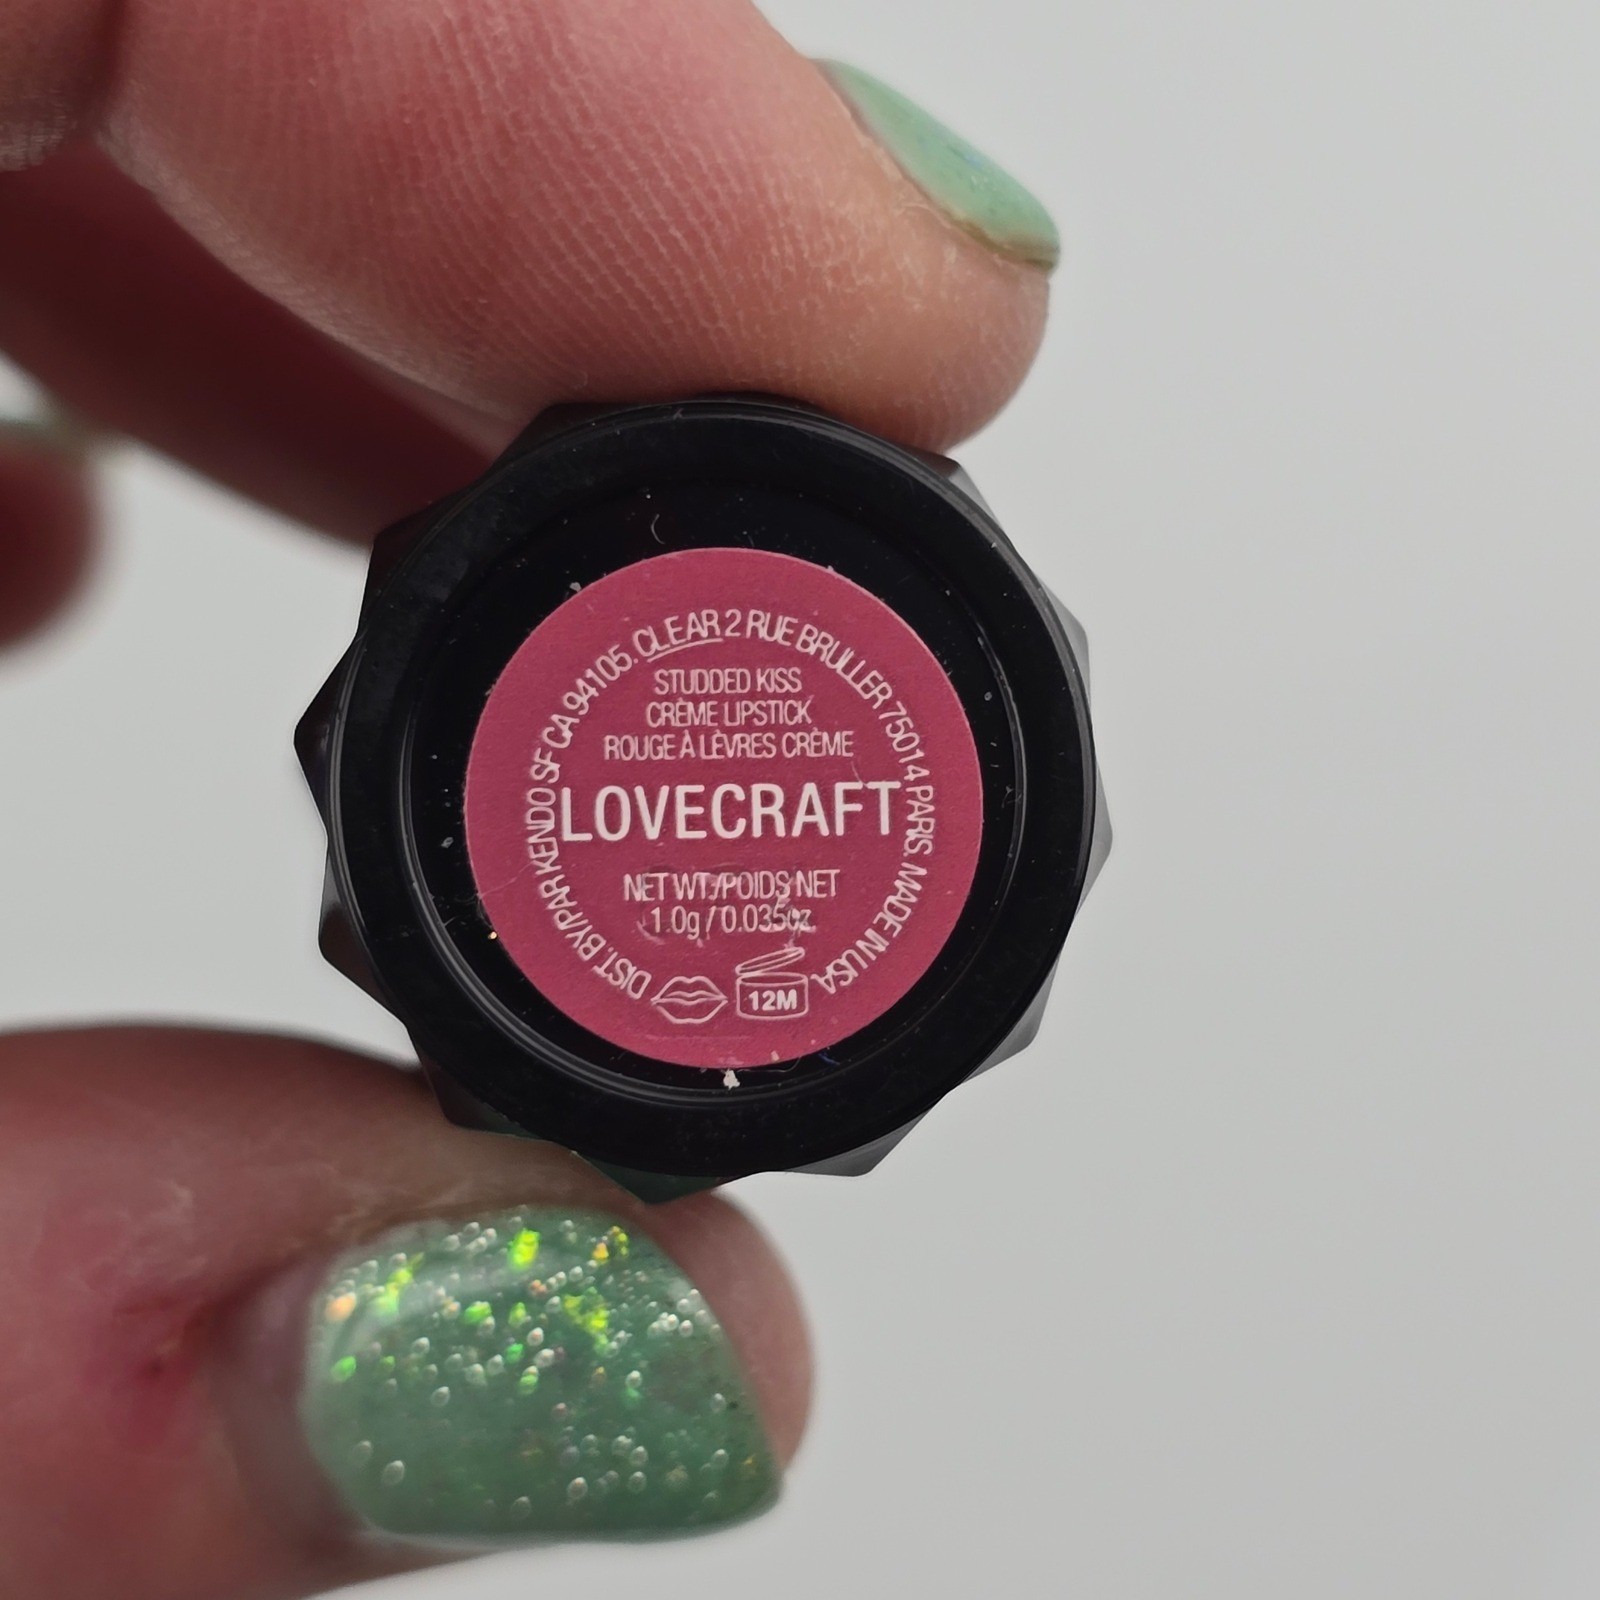 DIST. BY/PAR KENDO SF CA 94105. CLEAR 2 RUE BRULLER 75014 PARIS. MADE IN USA.
STUDDED KISS
CRÈME LIPSTICK
ROUGE À LÈVRES CRÈME
LOVECRAFT
NET WT./POIDS NET
1.0g / 0.035oz.
12M